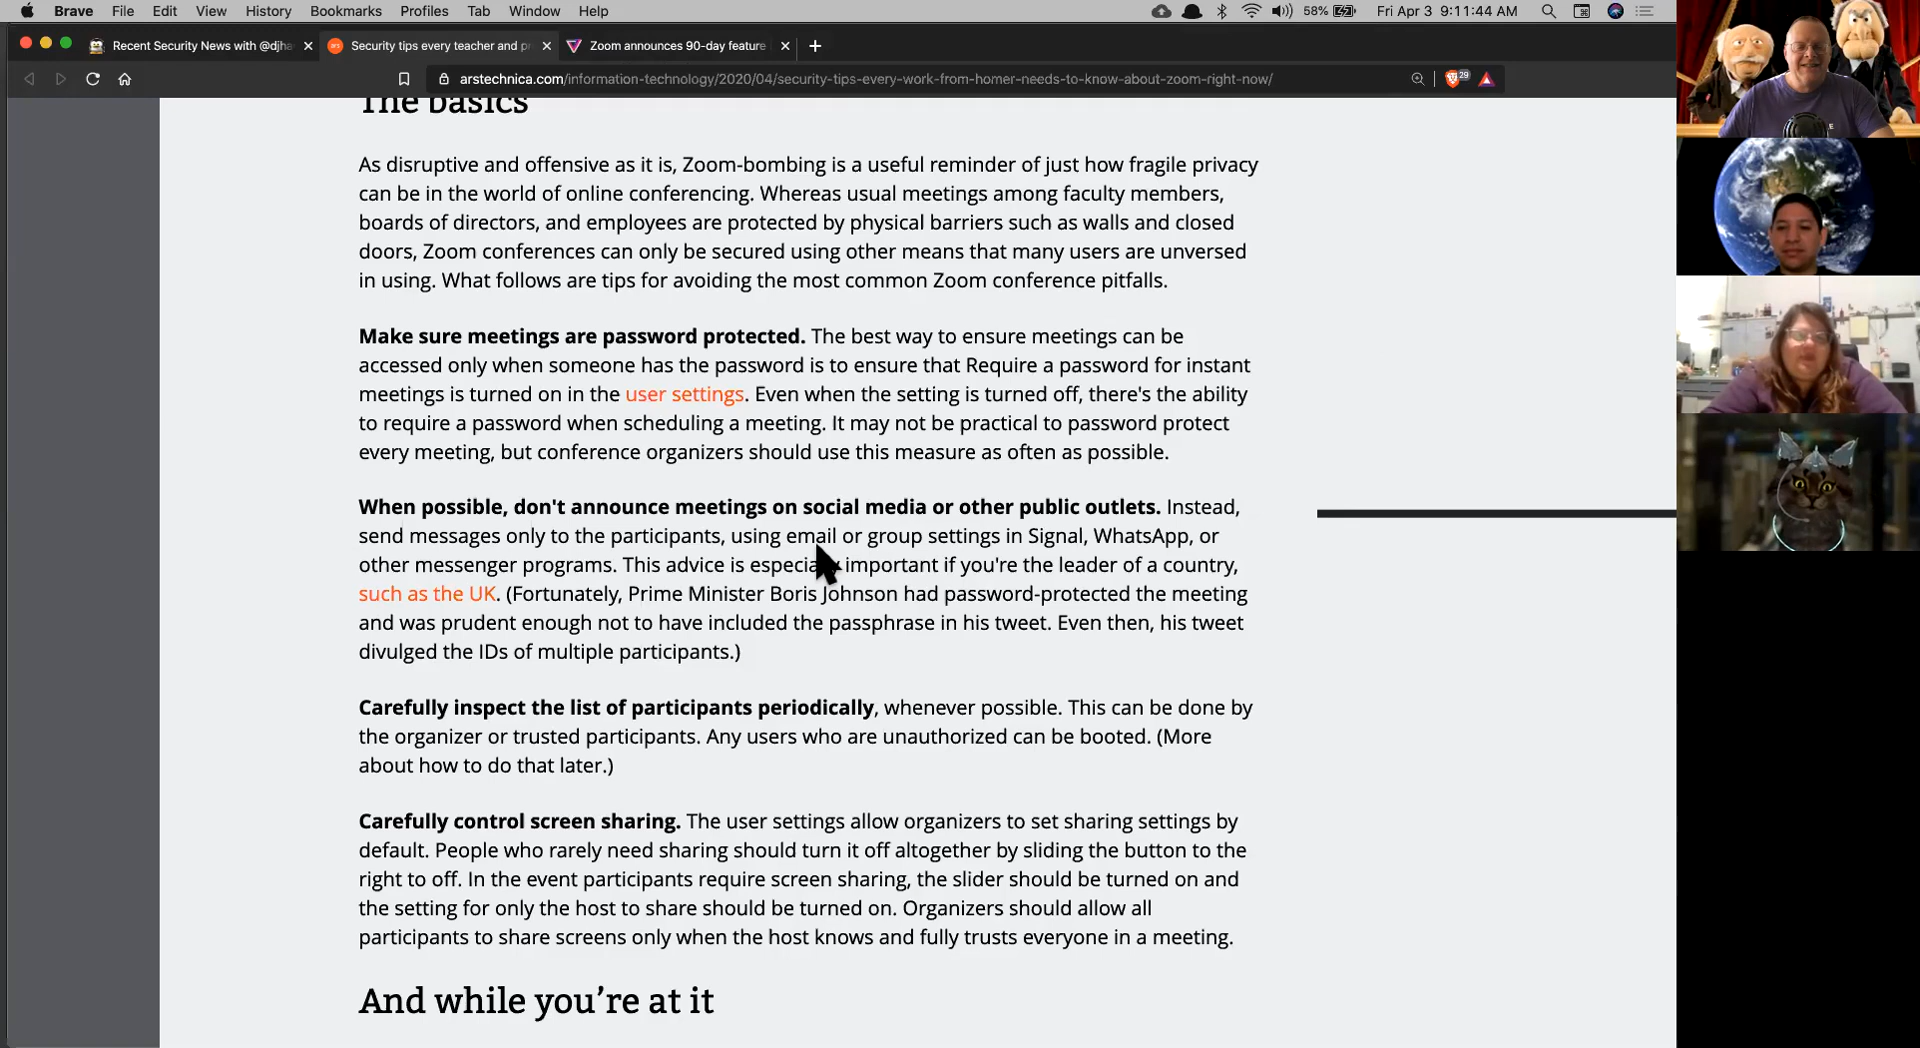 Brave File Edit View History Bookmarks Profiles Tab Window Help 58% Fri Apr 3 9:11:44 AM
Recent Security News with @djha Security tips every teacher and pr Zoom announces 90-day feature
arstechnica.com/information-technology/2020/04/security-tips-every-work-from-homer-needs-to-know-about-zoom-right-now/ 29
The basics
As disruptive and offensive as it is, Zoom-bombing is a useful reminder of just how fragile privacy
can be in the world of online conferencing. Whereas usual meetings among faculty members,
boards of directors, and employees are protected by physical barriers such as walls and closed
doors, Zoom conferences can only be secured using other means that many users are unversed
in using. What follows are tips for avoiding the most common Zoom conference pitfalls.
Make sure meetings are password protected. The best way to ensure meetings can be
accessed only when someone has the password is to ensure that Require a password for instant
meetings is turned on in the user settings. Even when the setting is turned off, there's the ability
to require a password when scheduling a meeting. It may not be practical to password protect
every meeting, but conference organizers should use this measure as often as possible.
When possible, don't announce meetings on social media or other public outlets. Instead,
send messages only to the participants, using email or group settings in Signal, WhatsApp, or
other messenger programs. This advice is especially important if you're the leader of a country,
such as the UK. (Fortunately, Prime Minister Boris Johnson had password-protected the meeting
and was prudent enough not to have included the passphrase in his tweet. Even then, his tweet
divulged the IDs of multiple participants.)
Carefully inspect the list of participants periodically, whenever possible. This can be done by
the organizer or trusted participants. Any users who are unauthorized can be booted. (More
about how to do that later.)
Carefully control screen sharing. The user settings allow organizers to set sharing settings by
default. People who rarely need sharing should turn it off altogether by sliding the button to the
right to off. In the event participants require screen sharing, the slider should be turned on and
the setting for only the host to share should be turned on. Organizers should allow all
participants to share screens only when the host knows and fully trusts everyone in a meeting.
And while you're at it